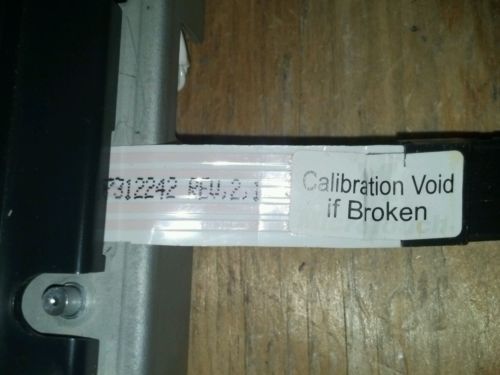 7312242 REV,2,1
Calibration Void
if Broken